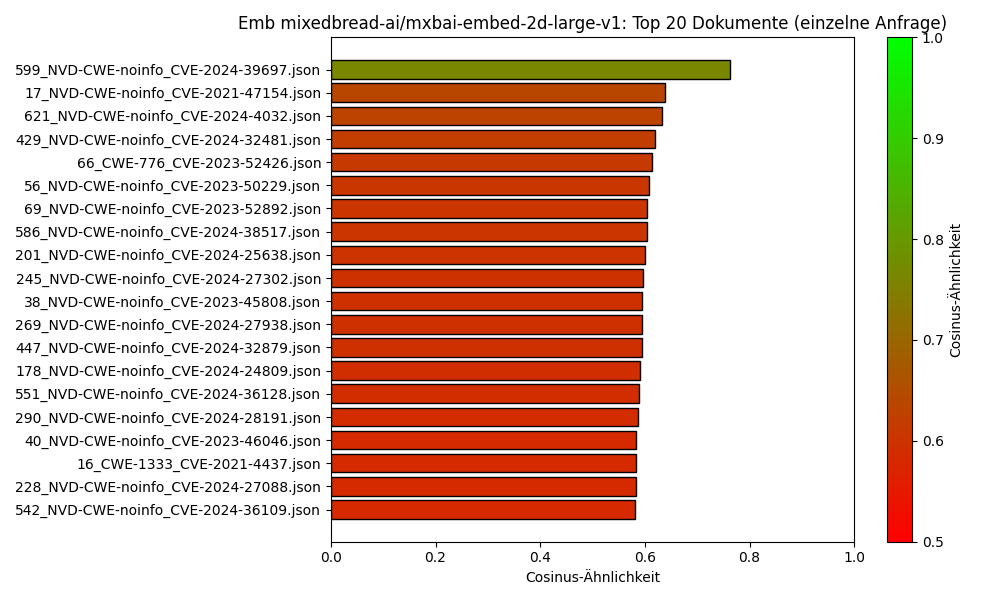 Emb mixedbread-ai/mxbai-embed-2d-large-v1: Top 20 Dokumente (einzelne Anfrage)
599_NVD-CWE-noinfo_CVE-2024-39697.json
17_NVD-CWE-noinfo_CVE-2021-47154.json
621_NVD-CWE-noinfo_CVE-2024-4032.json
429_NVD-CWE-noinfo_CVE-2024-32481.json
66_CWE-776_CVE-2023-52426.json
56_NVD-CWE-noinfo_CVE-2023-50229.json
69_NVD-CWE-noinfo_CVE-2023-52892.json
586_NVD-CWE-noinfo_CVE-2024-38517.json
201_NVD-CWE-noinfo_CVE-2024-25638.json
245_NVD-CWE-noinfo_CVE-2024-27302.json
38_NVD-CWE-noinfo_CVE-2023-45808.json
269_NVD-CWE-noinfo_CVE-2024-27938.json
447_NVD-CWE-noinfo_CVE-2024-32879.json
178_NVD-CWE-noinfo_CVE-2024-24809.json
551_NVD-CWE-noinfo_CVE-2024-36128.json
290_NVD-CWE-noinfo_CVE-2024-28191.json
40_NVD-CWE-noinfo_CVE-2023-46046.json
16_CWE-1333_CVE-2021-4437.json
228_NVD-CWE-noinfo_CVE-2024-27088.json
542_NVD-CWE-noinfo_CVE-2024-36109.json
0.0 0.2 0.4 0.6 0.8 1.0
Cosinus-Ähnlichkeit
1.0
0.9
0.8
0.7
0.6
0.5
Cosinus-Ähnlichkeit